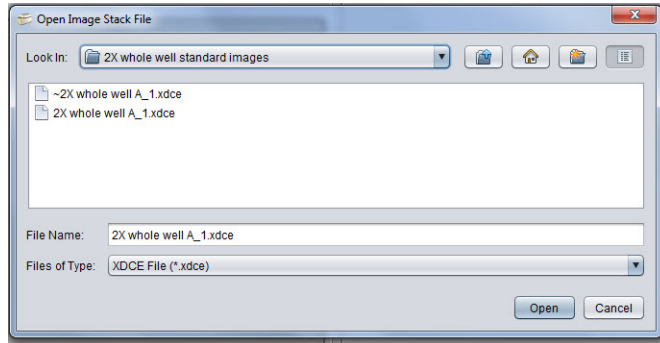 Open Image Stack File
Look In: 2X whole well standard images
~2X whole well A_1.xdce
2X whole well A_1.xdce
File Name: 2X whole well A_1.xdce
Files of Type: XDCE File (*.xdce)
Open Cancel